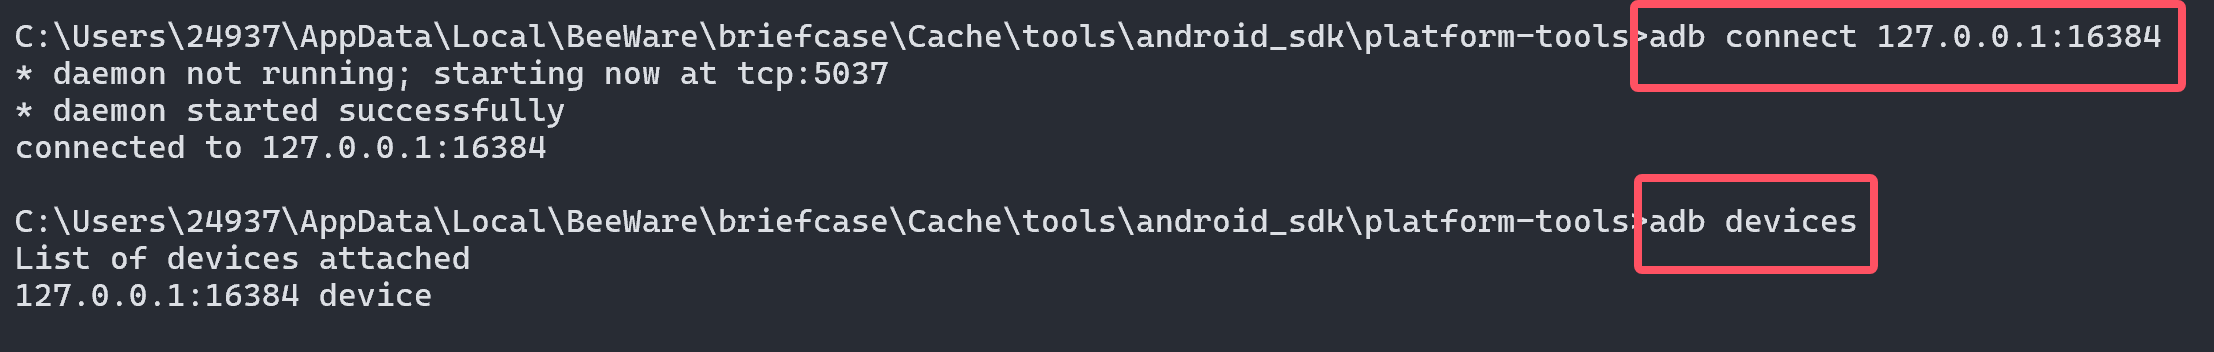 C:\Users\24937\AppData\Local\BeeWare\briefcase\Cache\tools\android_sdk\platform-tools>adb connect 127.0.0.1:16384
* daemon not running; starting now at tcp:5037
* daemon started successfully
connected to 127.0.0.1:16384
C:\Users\24937\AppData\Local\BeeWare\briefcase\Cache\tools\android_sdk\platform-tools>adb devices
List of devices attached
127.0.0.1:16384 device